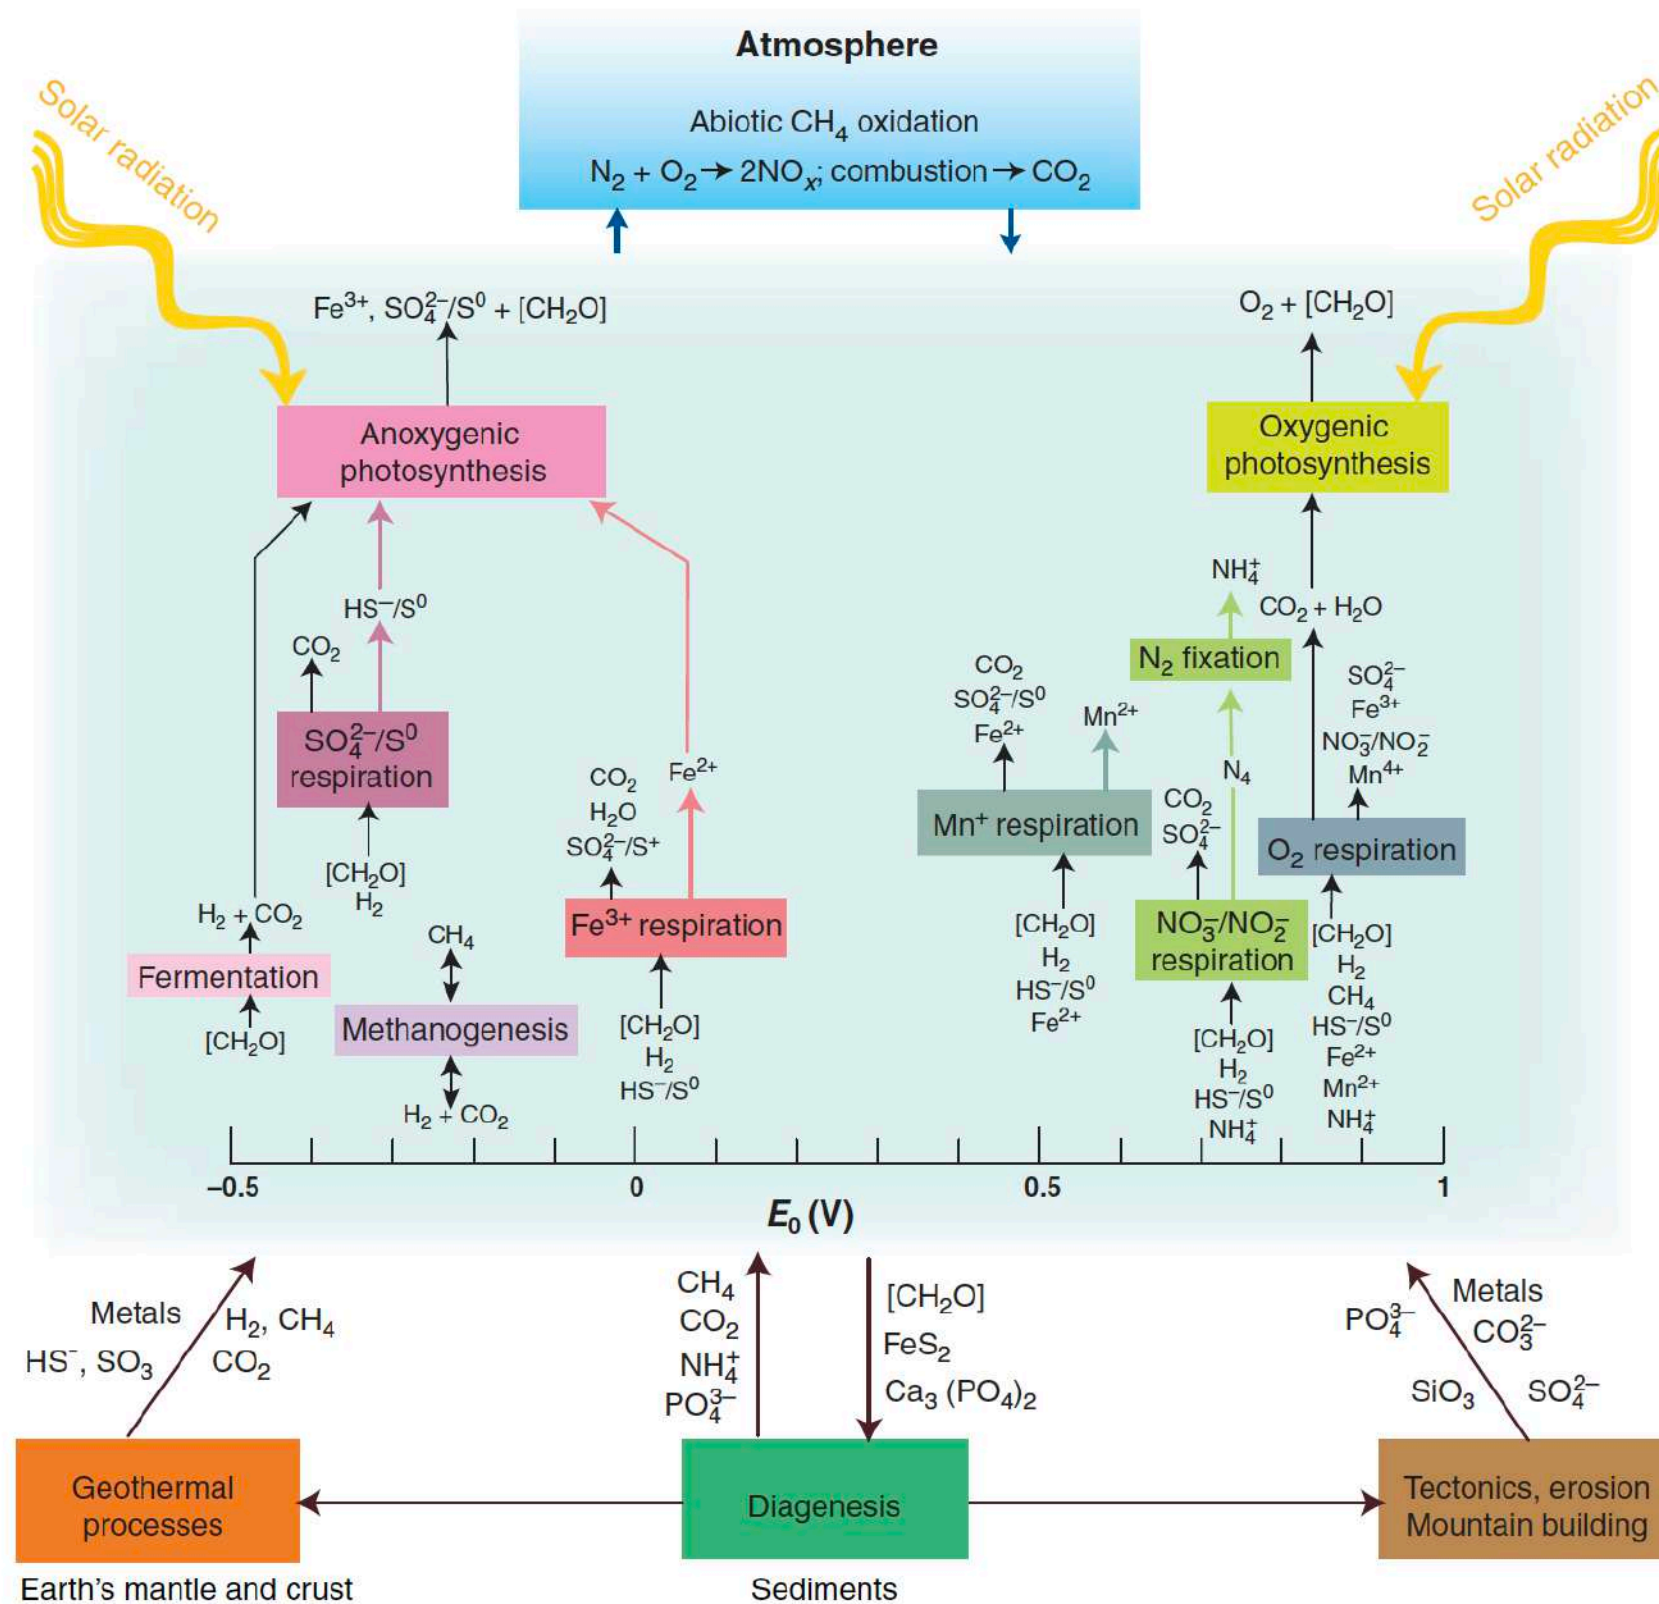 Atmosphere
Abiotic CH₄ oxidation
N₂ + O₂ → 2NOₓ; combustion → CO₂
Solar radiation
Solar radiation
Fe³⁺, SO₄²⁻/S⁰ + [CH₂O]
O₂ + [CH₂O]
Anoxygenic
photosynthesis
Oxygenic
photosynthesis
HS⁻/S⁰
CO₂
SO₄²⁻/S⁰
respiration
[CH₂O]
H₂
H₂ + CO₂
Fermentation
[CH₂O]
CH₄
Methanogenesis
H₂ + CO₂
CO₂
H₂O
SO₄²⁻/S⁺
Fe²⁺
Fe³⁺ respiration
[CH₂O]
H₂
HS⁻/S⁰
CO₂
SO₄²⁻/S⁰
Fe²⁺
Mn²⁺
Mn⁺ respiration
[CH₂O]
H₂
HS⁻/S⁰
Fe²⁺
NH₄⁺
N₂ fixation
N₄
CO₂
SO₄²⁻
NO₃⁻/NO₂⁻
respiration
[CH₂O]
H₂
HS⁻/S⁰
NH₄⁺
CO₂ + H₂O
SO₄²⁻
Fe³⁺
NO₃⁻/NO₂⁻
Mn⁴⁺
O₂ respiration
[CH₂O]
H₂
CH₄
HS⁻/S⁰
Fe²⁺
Mn²⁺
NH₄⁺
–0.5 0 0.5 1
E₀ (V)
Metals
H₂, CH₄
HS⁻, SO₃
CO₂
CH₄
CO₂
NH₄⁺
PO₄³⁻
[CH₂O]
FeS₂
Ca₃ (PO₄)₂
Metals
PO₄³⁻
CO₃²⁻
SiO₃
SO₄²⁻
Geothermal
processes
Diagenesis
Tectonics, erosion
Mountain building
Earth's mantle and crust
Sediments